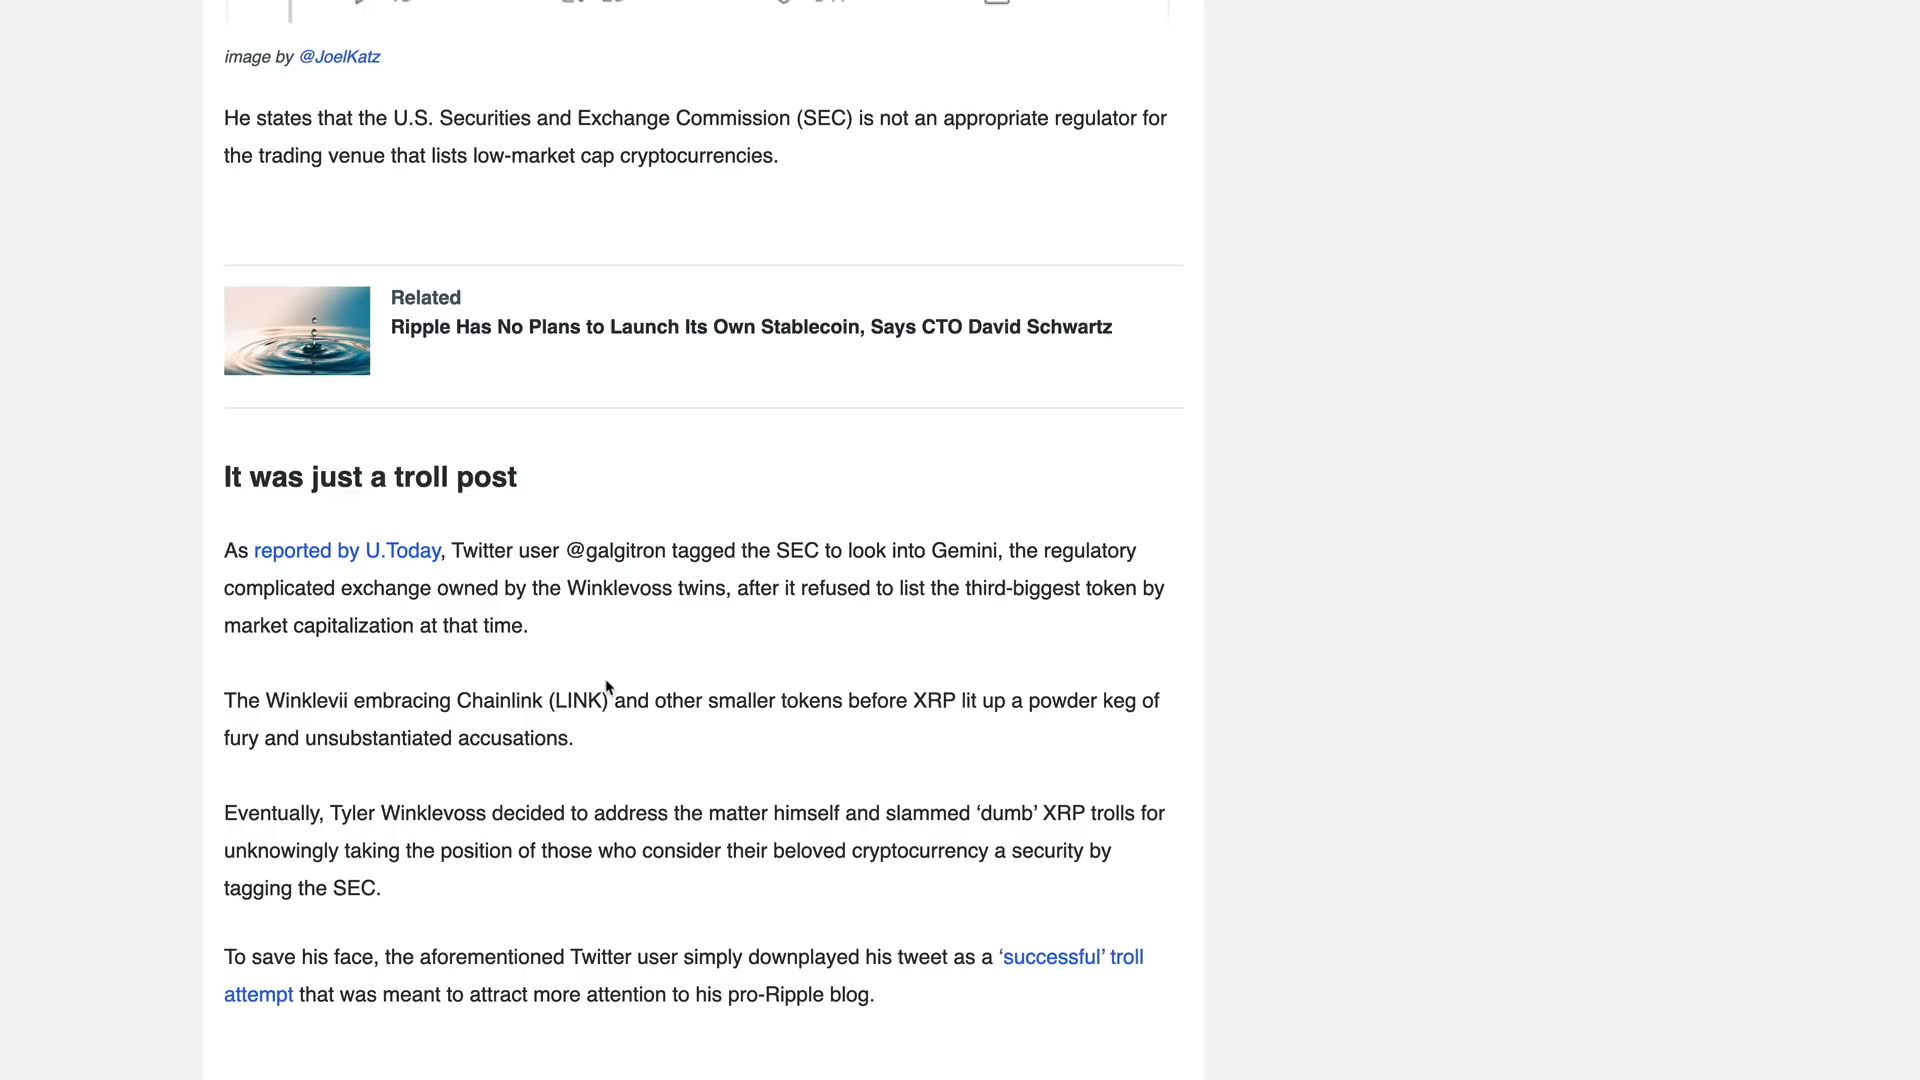 image by @JoelKatz
He states that the U.S. Securities and Exchange Commission (SEC) is not an appropriate regulator for
the trading venue that lists low-market cap cryptocurrencies.
Related
Ripple Has No Plans to Launch Its Own Stablecoin, Says CTO David Schwartz
It was just a troll post
As reported by U.Today, Twitter user @galgitron tagged the SEC to look into Gemini, the regulatory
complicated exchange owned by the Winklevoss twins, after it refused to list the third-biggest token by
market capitalization at that time.
The Winklevii embracing Chainlink (LINK) and other smaller tokens before XRP lit up a powder keg of
fury and unsubstantiated accusations.
Eventually, Tyler Winklevoss decided to address the matter himself and slammed ‘dumb’ XRP trolls for
unknowingly taking the position of those who consider their beloved cryptocurrency a security by
tagging the SEC.
To save his face, the aforementioned Twitter user simply downplayed his tweet as a ‘successful’ troll
attempt that was meant to attract more attention to his pro-Ripple blog.